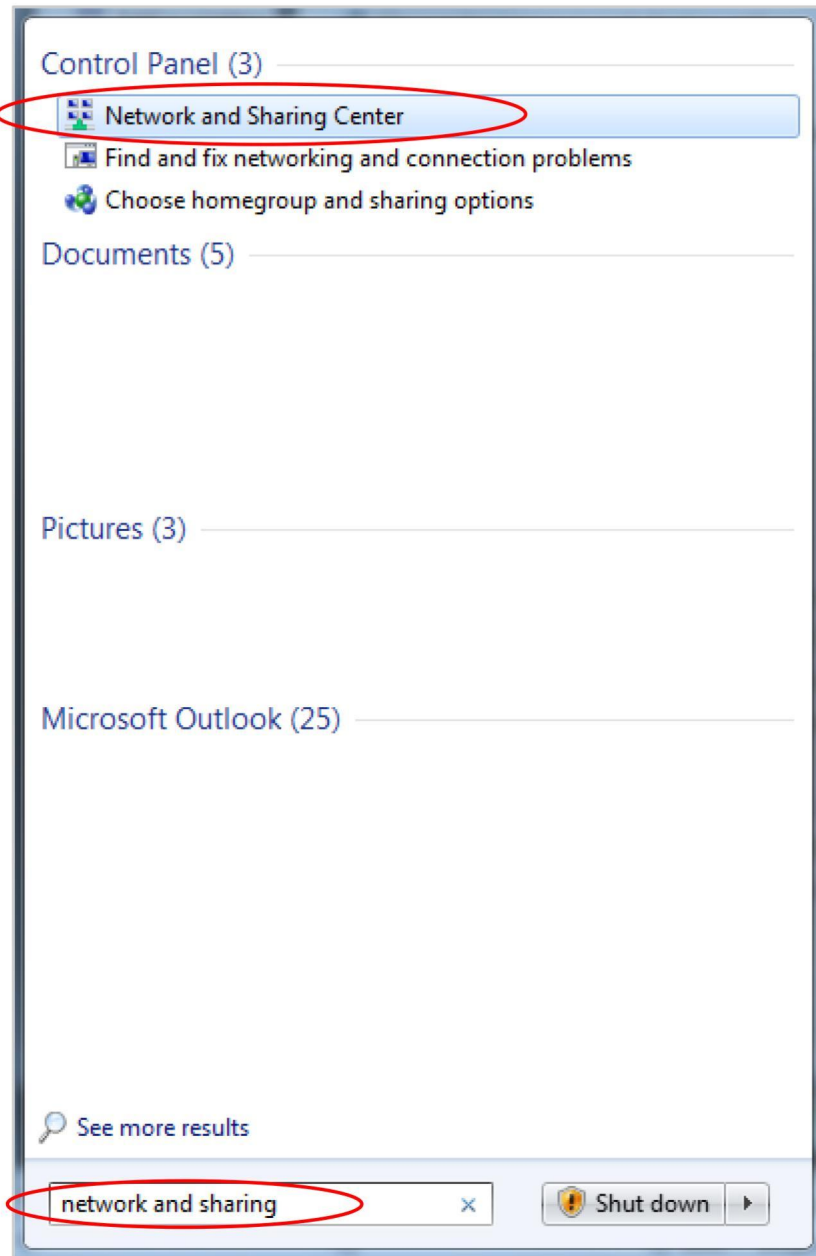 Control Panel (3)
Network and Sharing Center
Find and fix networking and connection problems
Choose homegroup and sharing options
Documents (5)
Pictures (3)
Microsoft Outlook (25)
See more results
network and sharing
Shut down